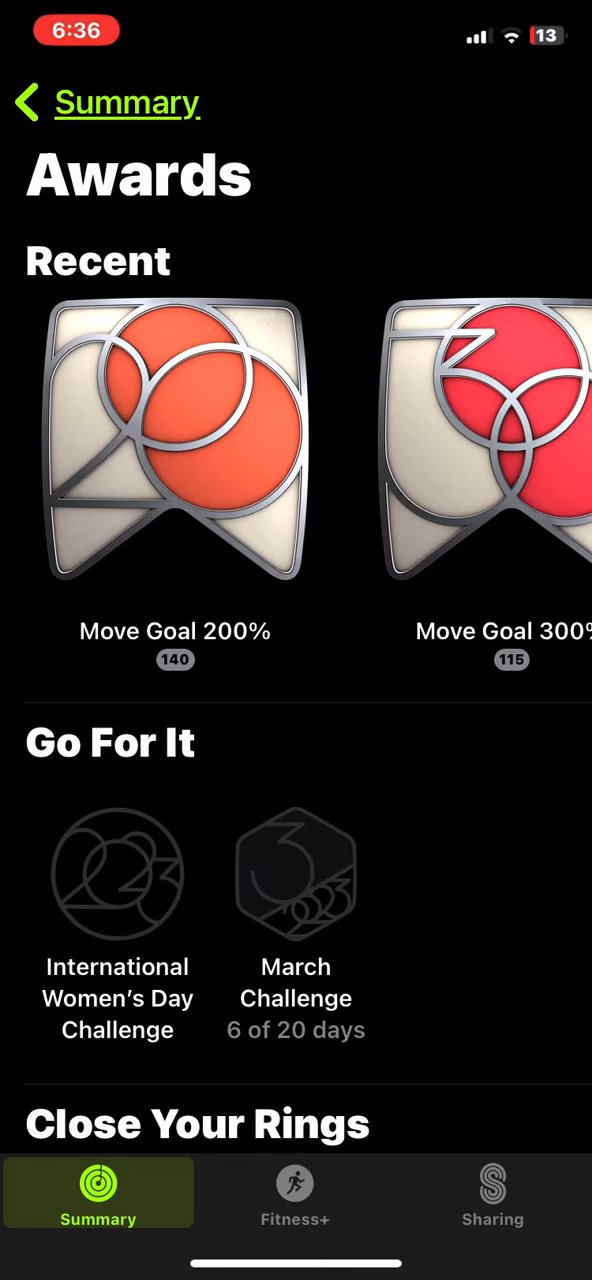 6:36
13
Summary
Awards
Recent
Move Goal 200%
140
Move Goal 300%
115
Go For It
International
Women’s Day
Challenge
March
Challenge
6 of 20 days
Close Your Rings
Summary
Fitness+
Sharing